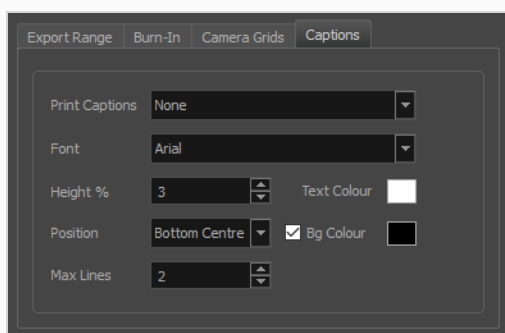 Export Range Burn-In Camera Grids Captions
Print Captions None
Font Arial
Height % 3 Text Colour
Position Bottom Centre Bg Colour
Max Lines 2